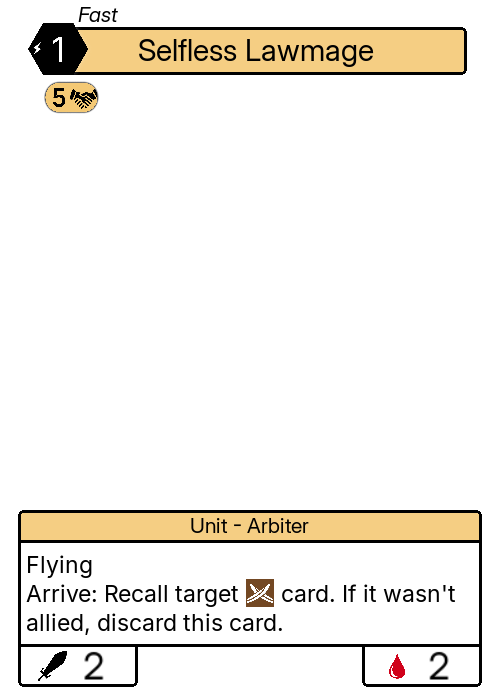 Fast
1 Selfless Lawmage
5
Unit - Arbiter
Flying
Arrive: Recall target card. If it wasn't
allied, discard this card.
2 2